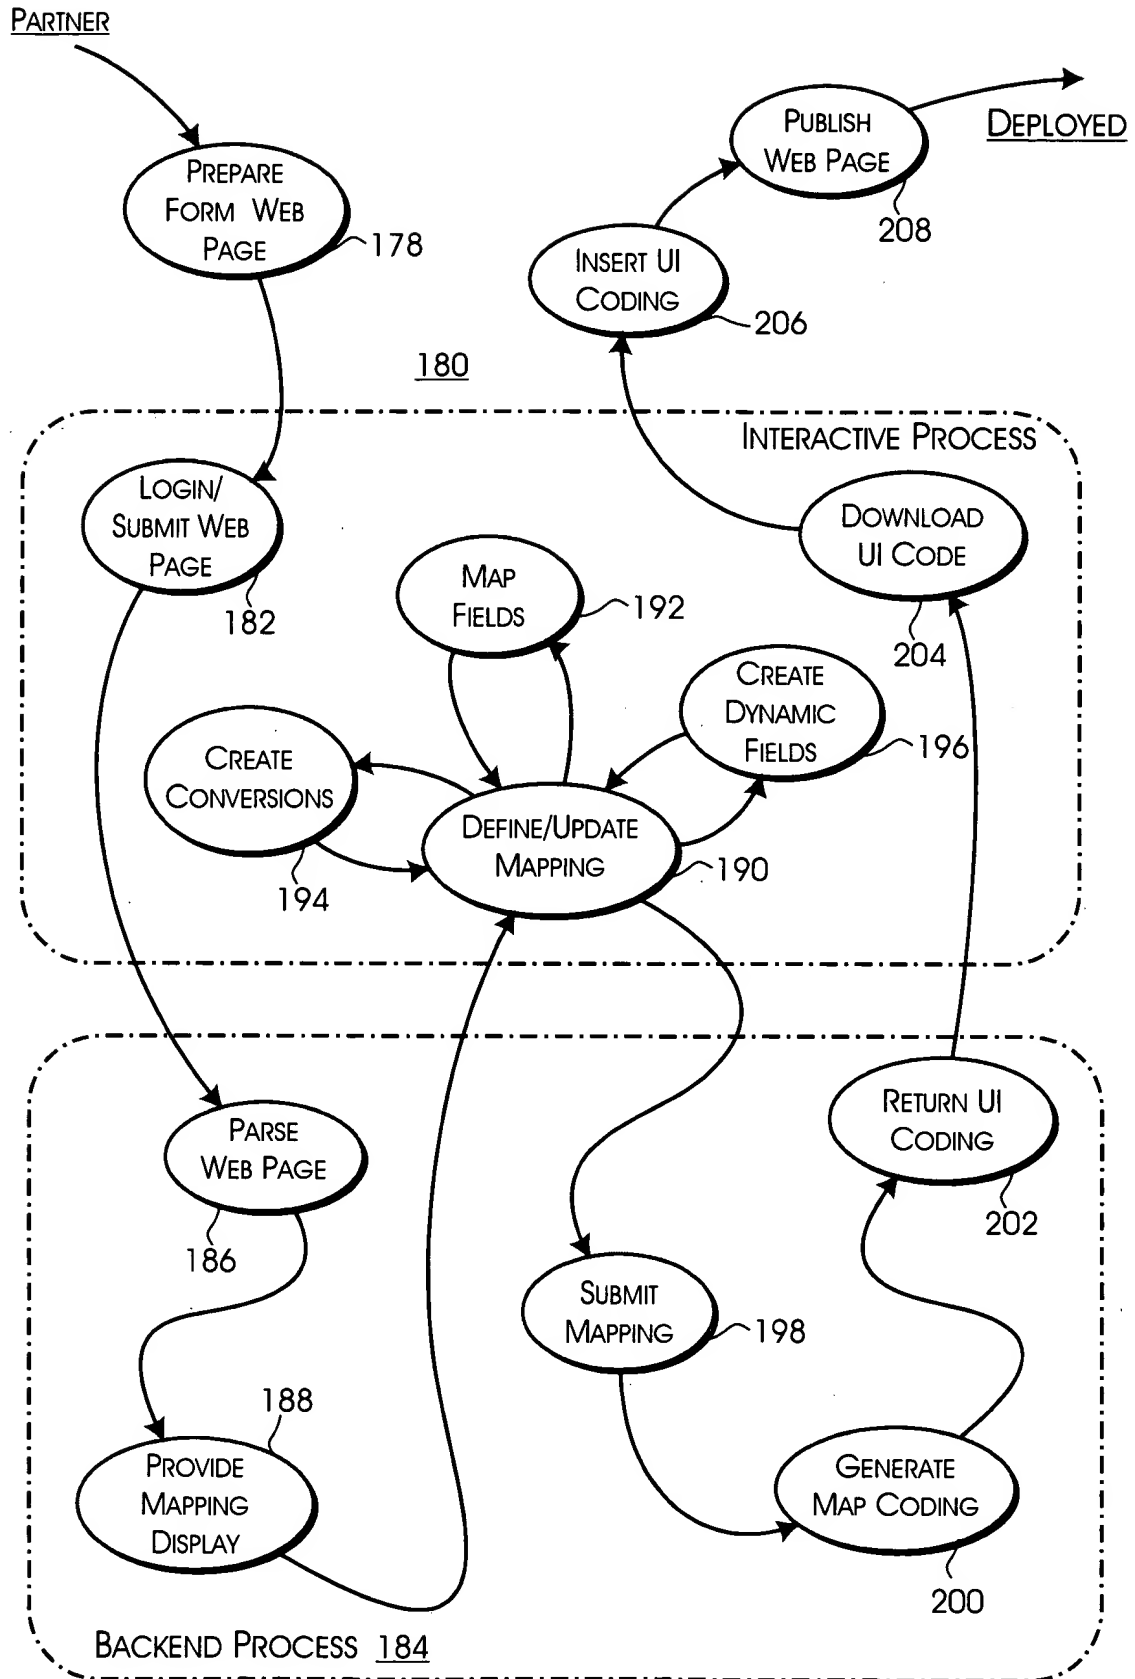 PARTNER
PREPARE
FORM WEB
PAGE
178
PUBLISH
WEB PAGE
208
DEPLOYED
INSERT UI
CODING
206
180
INTERACTIVE PROCESS
LOGIN/
SUBMIT WEB
PAGE
182
MAP
FIELDS
192
DOWNLOAD
UI CODE
204
CREATE
DYNAMIC
FIELDS
196
CREATE
CONVERSIONS
194
DEFINE/UPDATE
MAPPING
190
PARSE
WEB PAGE
186
RETURN UI
CODING
202
SUBMIT
MAPPING
198
188
PROVIDE
MAPPING
DISPLAY
GENERATE
MAP CODING
200
BACKEND PROCESS 184